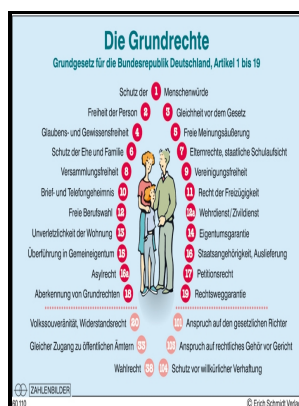 Die Grundrechte
Grundgesetz für die Bundesrepublik Deutschland, Artikel 1 bis 19
Schutz der 1 Menschenwürde
Freiheit der Person 2 3 Gleichheit vor dem Gesetz
Glaubens- und Gewissensfreiheit 4 5 Freie Meinungsäußerung
Schutz der Ehe und Familie 6 7 Elternrechte, staatliche Schulaufsicht
Versammlungsfreiheit 8 9 Vereinigungsfreiheit
Brief- und Telefongeheimnis 10 11 Recht der Freizügigkeit
Freie Berufswahl 12 12a Wehrdienst/Zivildienst
Unverletzlichkeit der Wohnung 13 14 Eigentumsgarantie
Überführung in Gemeineigentum 15 16 Staatsangehörigkeit, Auslieferung
Asylrecht 16a 17 Petitionsrecht
Aberkennung von Grundrechten 18 19 Rechtsweggarantie
Volkssouveränität, Widerstandsrecht 20 101 Anspruch auf den gesetzlichen Richter
Gleicher Zugang zu öffentlichen Ämtern 33 103 Anspruch auf rechtliches Gehör vor Gericht
Wahlrecht 38 104 Schutz vor willkürlicher Verhaftung
ZAHLENBILDER
60 110 © Erich Schmidt Verlag